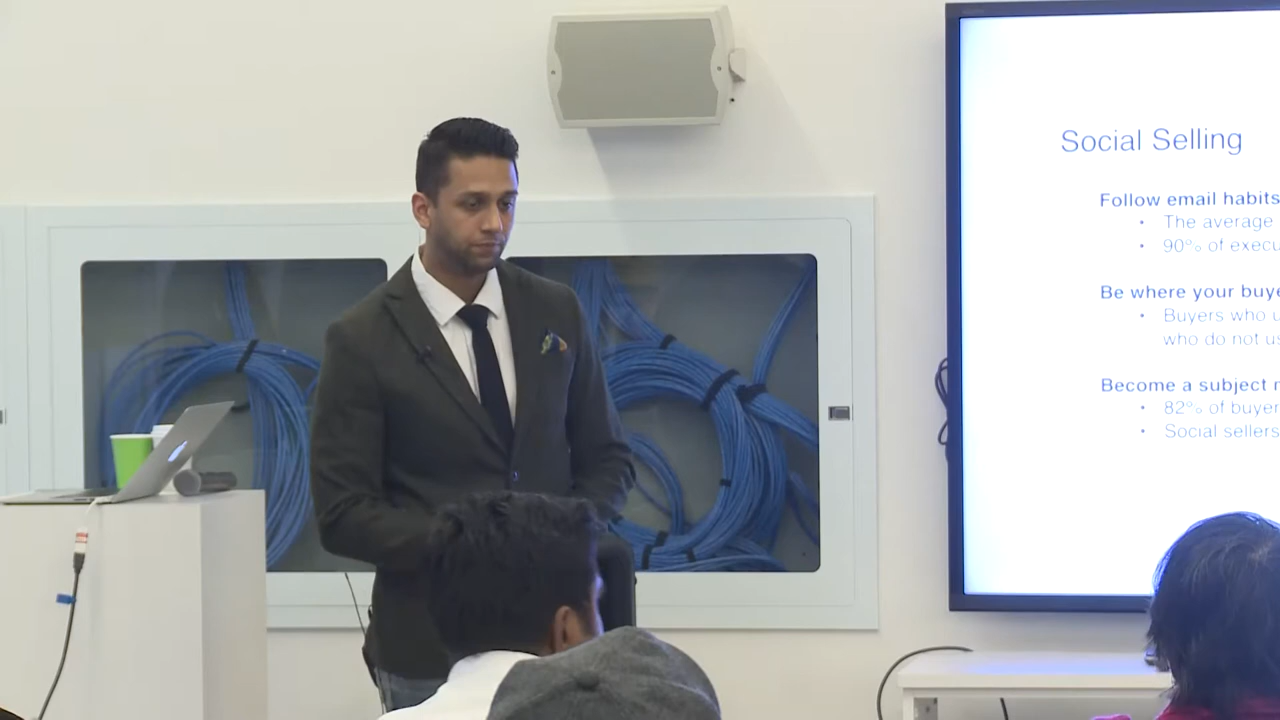 Social Selling
Follow email habits
• The average
• 90% of execu
Be where your buye
• Buyers who u
who do not us
Become a subject m
• 82% of buyer
• Social sellers